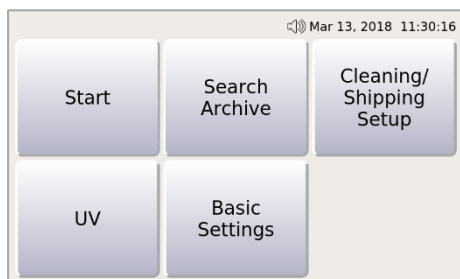 Mar 13, 2018 11:30:16
Start
Search
Archive
Cleaning/
Shipping
Setup
UV
Basic
Settings